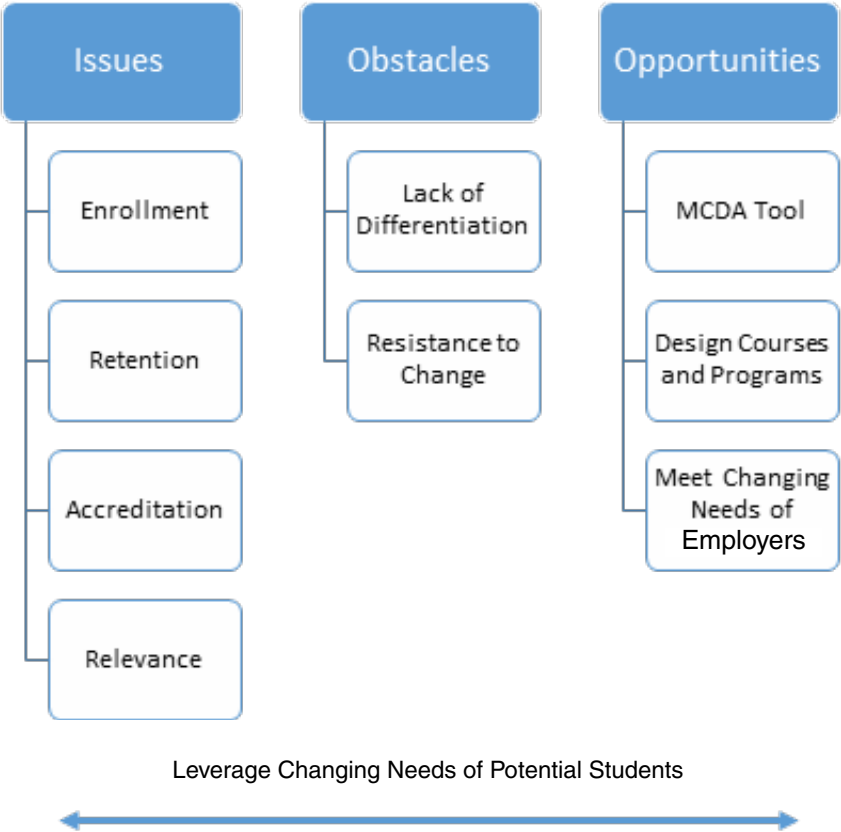 Issues
Enrollment
Retention
Accreditation
Relevance
Obstacles
Lack of
Differentiation
Resistance to
Change
Opportunities
MCDA Tool
Design Courses
and Programs
Meet Changing
Needs of
Employers
Leverage Changing Needs of Potential Students